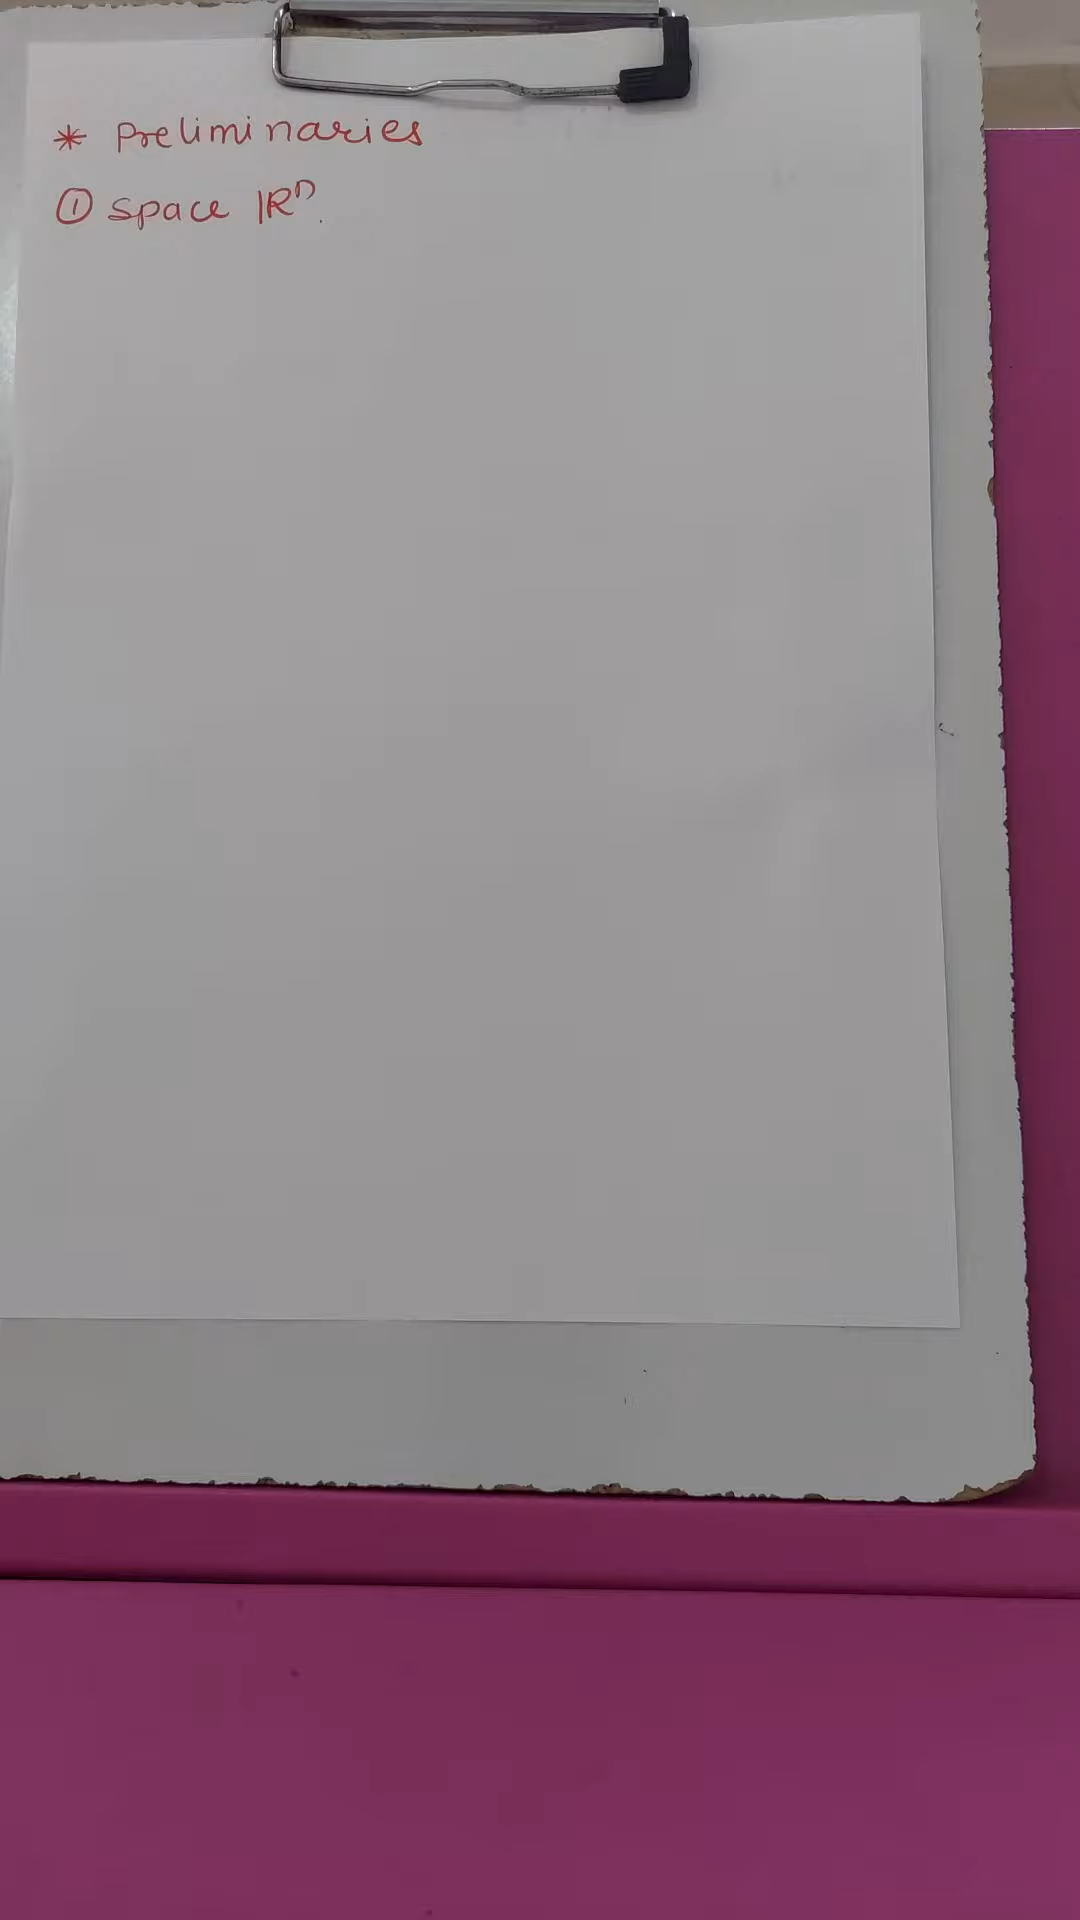 * Preliminaries
① Space ℝⁿ.